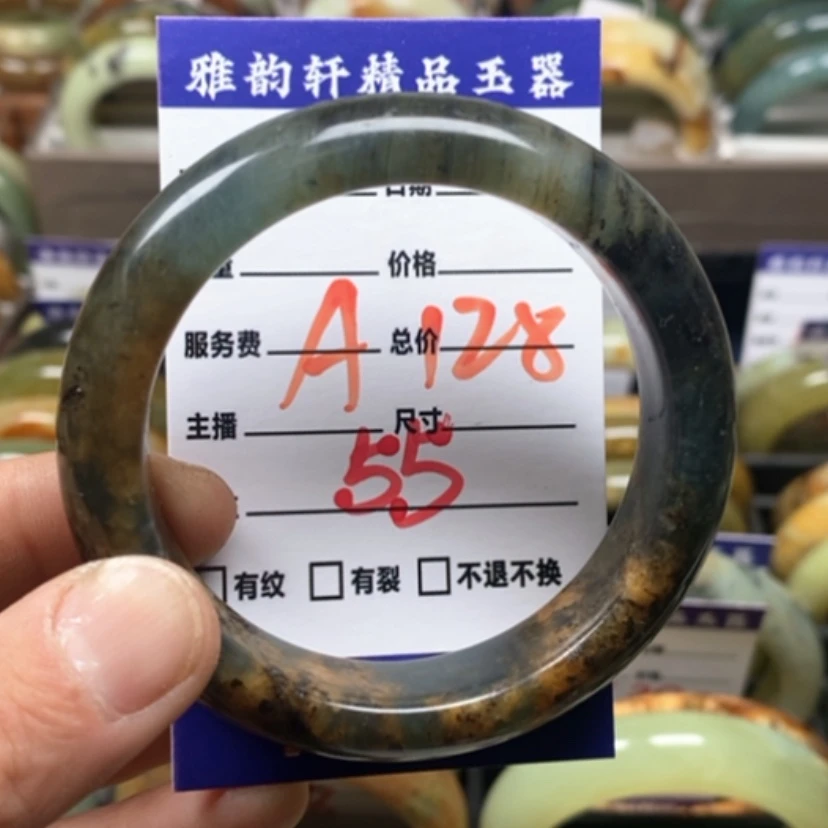 雅韵轩精品玉器
日期
价格
服务费 A 总价 128
主播 尺寸
55
有纹 有裂 不退不换